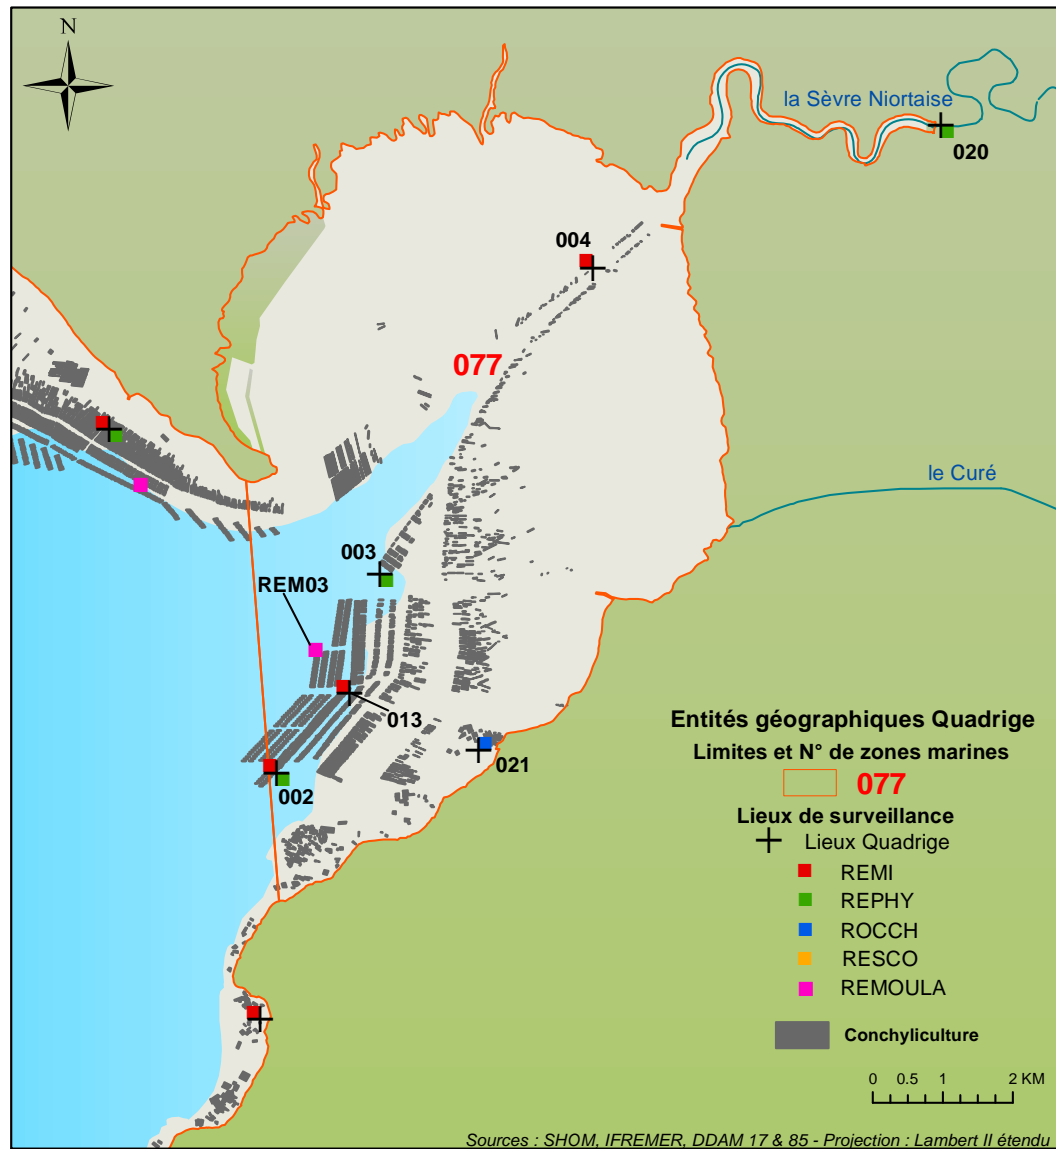 N
la Sèvre Niortaise
020
004
077
le Curé
003
REM03
013
021
002
Entités géographiques Quadrige
Limites et N° de zones marines
077
Lieux de surveillance
Lieux Quadrige
REMI
REPHY
ROCCH
RESCO
REMOULA
Conchyliculture
0 0.5 1 2 KM
Sources : SHOM, IFREMER, DDAM 17 & 85 - Projection : Lambert II étendu